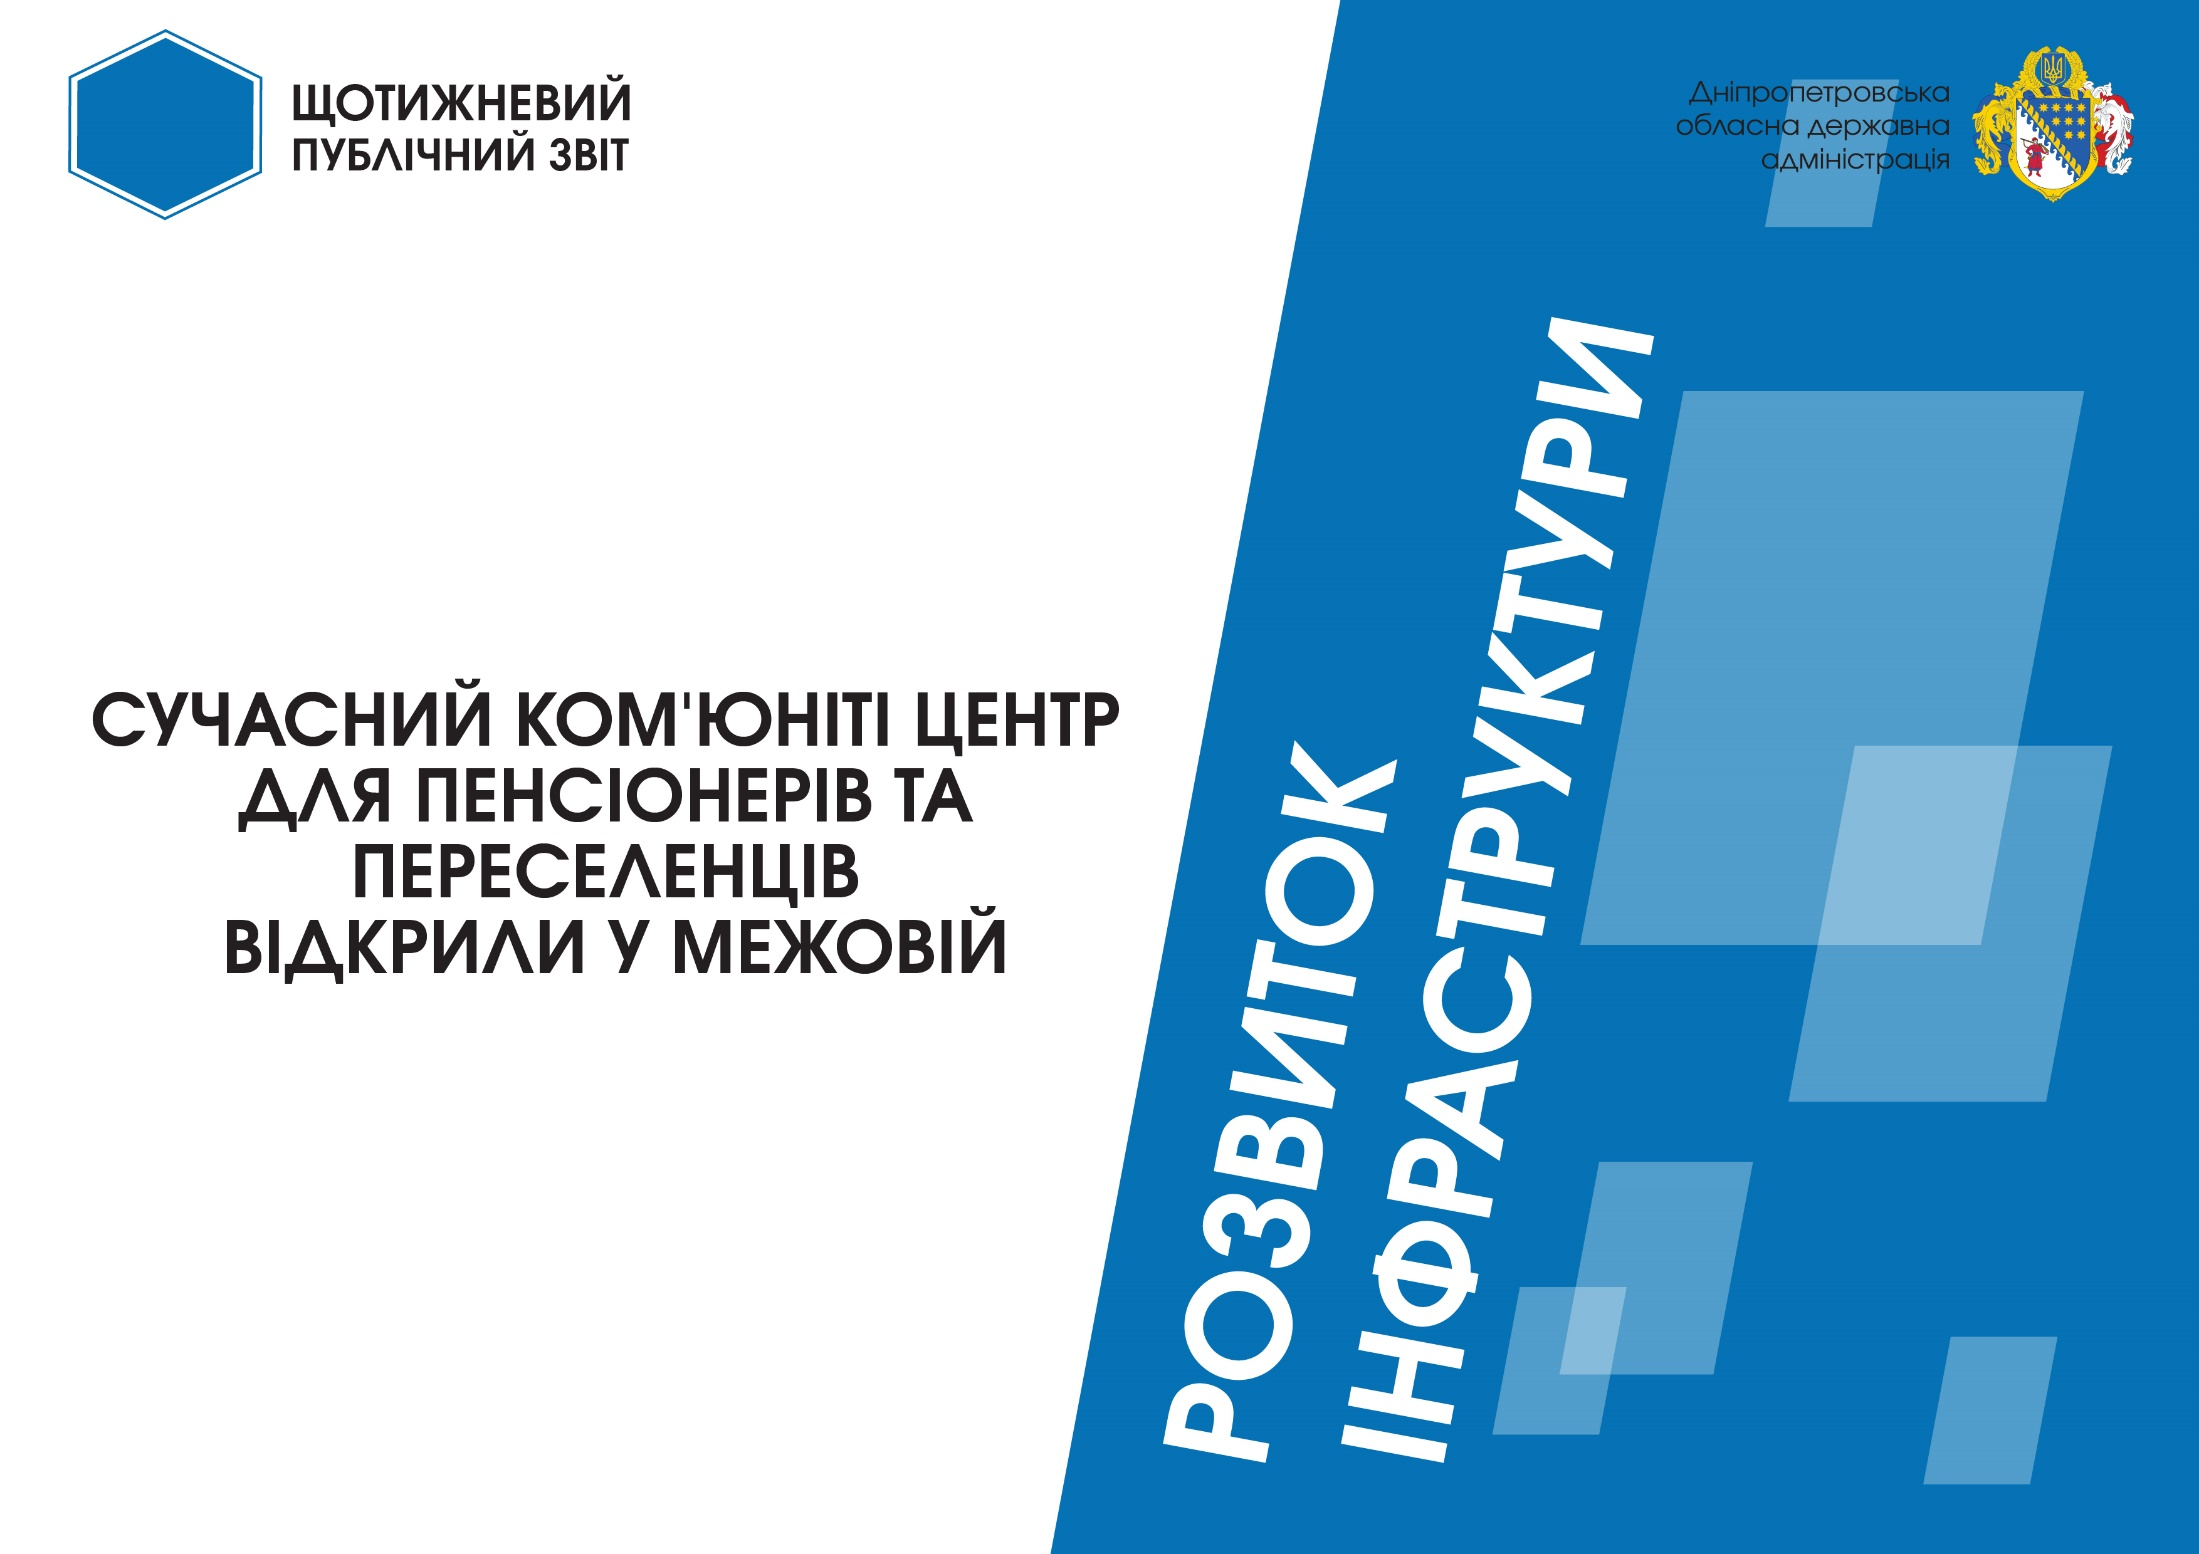 ЩОТИЖНЕВИЙ
ПУБЛІЧНИЙ ЗВІТ
Дніпропетровська
обласна державна
адміністрація
СУЧАСНИЙ КОМ'ЮНІТІ ЦЕНТР
ДЛЯ ПЕНСІОНЕРІВ ТА
ПЕРЕСЕЛЕНЦІВ
ВІДКРИЛИ У МЕЖОВІЙ
РОЗВИТОК
ІНФРАСТРУКТУРИ